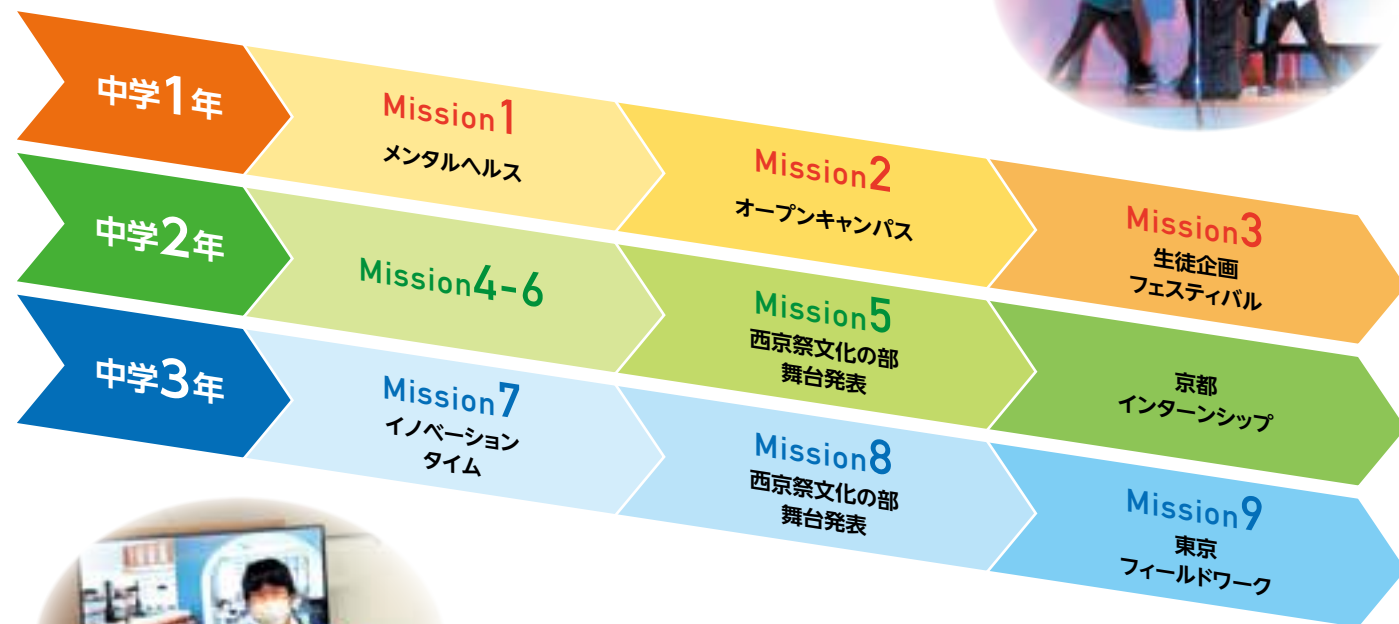 中学1年
Mission1
メンタルヘルス
Mission2
オープンキャンパス
Mission3
生徒企画
フェスティバル
中学2年
Mission4-6
Mission5
西京祭文化の部
舞台発表
京都
インターンシップ
中学3年
Mission7
イノベーション
タイム
Mission8
西京祭文化の部
舞台発表
Mission9
東京
フィールドワーク